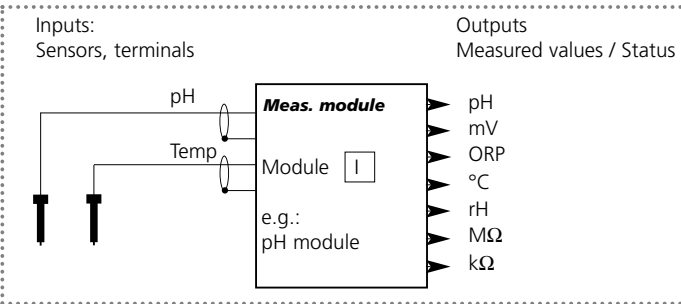 Inputs:
Sensors, terminals
Outputs
Measured values / Status
pH
Temp
Meas. module
Module I
e.g.:
pH module
pH
mV
ORP
°C
rH
MΩ
kΩ